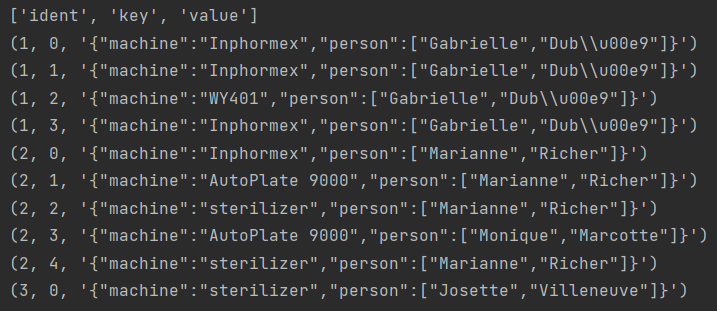 ['ident', 'key', 'value']
(1, 0, '{"machine":"Inphormex","person":["Gabrielle","Dub\\u00e9"]}')
(1, 1, '{"machine":"Inphormex","person":["Gabrielle","Dub\\u00e9"]}')
(1, 2, '{"machine":"WY401","person":["Gabrielle","Dub\\u00e9"]}')
(1, 3, '{"machine":"Inphormex","person":["Gabrielle","Dub\\u00e9"]}')
(2, 0, '{"machine":"Inphormex","person":["Marianne","Richer"]}')
(2, 1, '{"machine":"AutoPlate 9000","person":["Marianne","Richer"]}')
(2, 2, '{"machine":"sterilizer","person":["Marianne","Richer"]}')
(2, 3, '{"machine":"AutoPlate 9000","person":["Monique","Marcotte"]}')
(2, 4, '{"machine":"sterilizer","person":["Marianne","Richer"]}')
(3, 0, '{"machine":"sterilizer","person":["Josette","Villeneuve"]}')